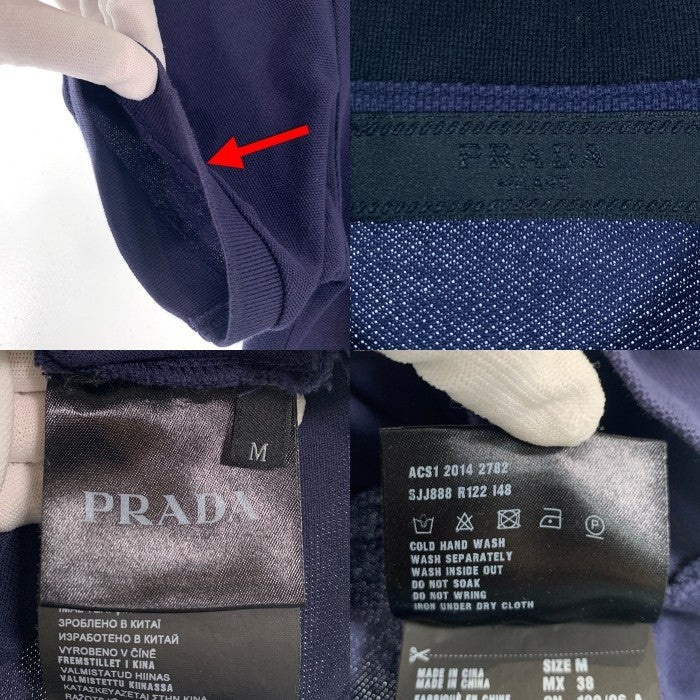 PRADA
MILANO
PRADA
M
ЗРОБЛЕНО В КИТАЇ
ИЗРАБОТЕНО В КИТАЙ
VYROBENO V ČÍNĚ
FREMSTILLET I KINA
VALMISTATUD HIINAS
VALMISTETTU KIINASSA
ACS1 2014 2782
SJJ888 R122 I48
COLD HAND WASH
WASH SEPARATELY
WASH INSIDE OUT
DO NOT SOAK
DO NOT WRING
IRON UNDER DRY CLOTH
MADE IN CINA
MADE IN CHINA
SIZE M
MX 38